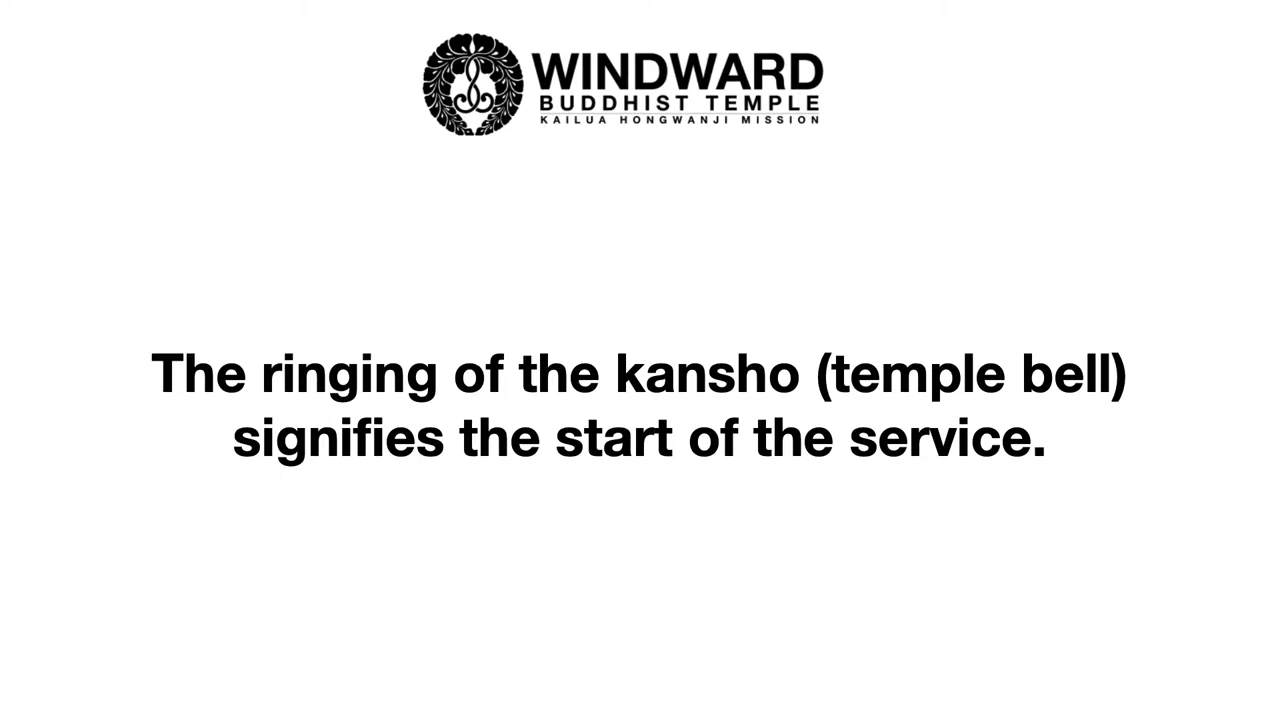 WINDWARD
BUDDHIST TEMPLE
KAILUA HONGWANJI MISSION
The ringing of the kansho (temple bell)
signifies the start of the service.